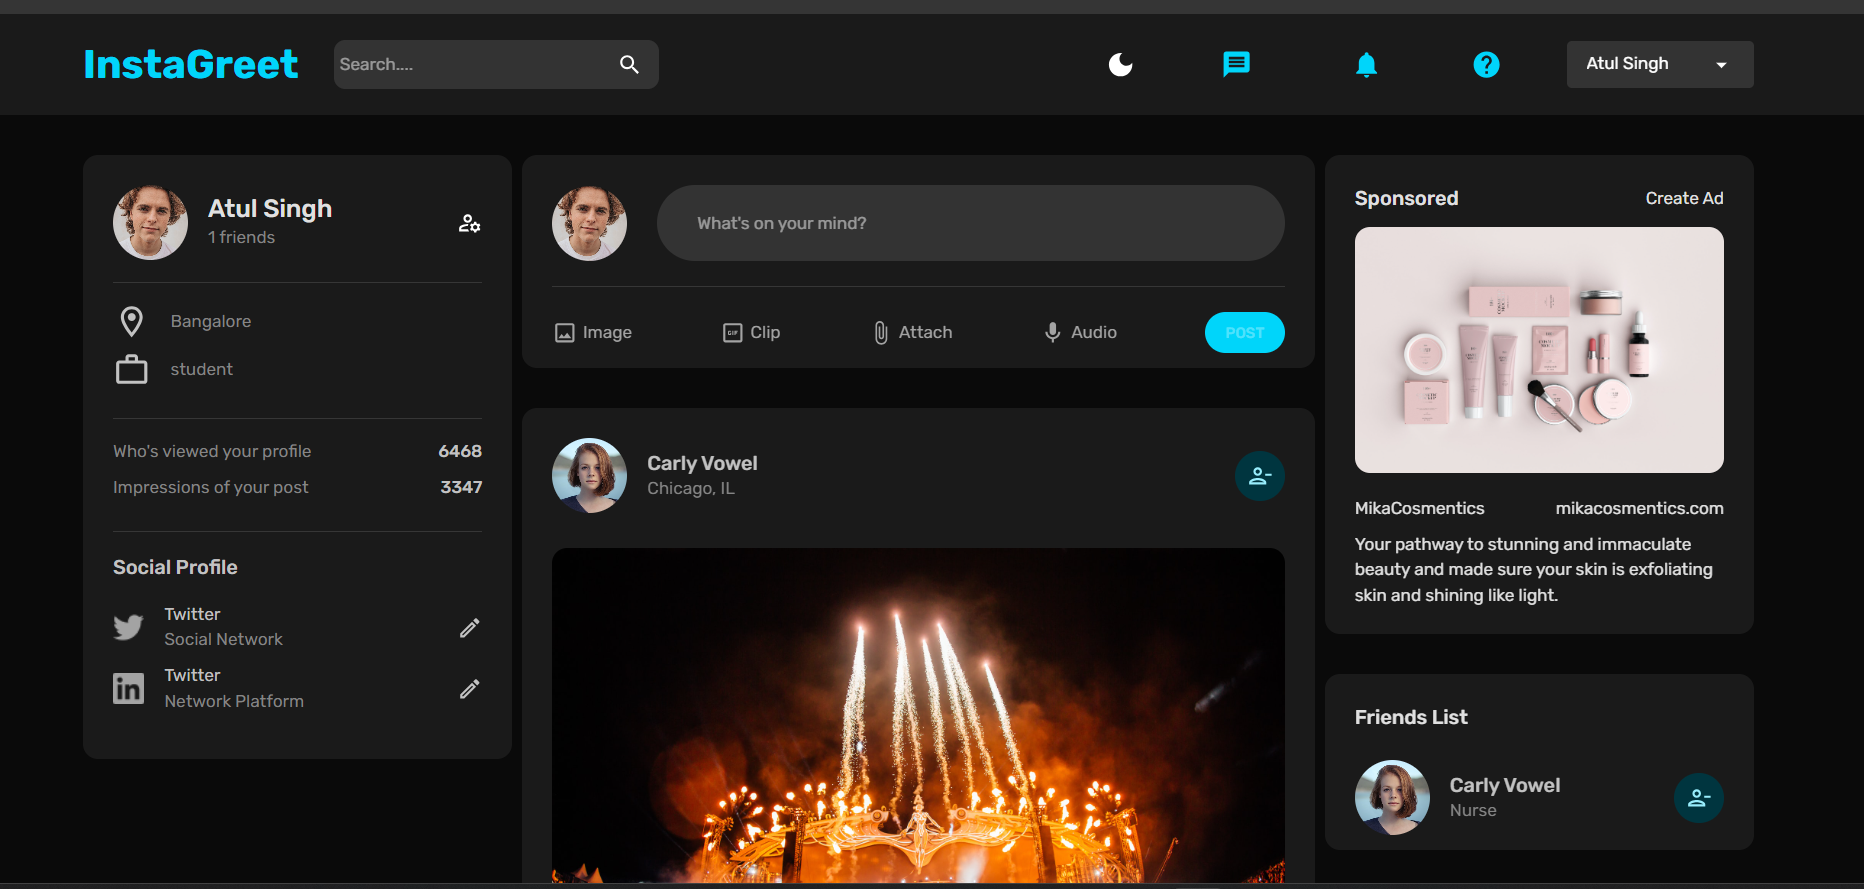 InstaGreet
Search....
Atul Singh
Atul Singh
1 friends
Bangalore
student
Who's viewed your profile 6468
Impressions of your post 3347
Social Profile
Twitter
Social Network
in
Twitter
Network Platform
What's on your mind?
Image GIF Clip Attach Audio POST
Carly Vowel
Chicago, IL
Sponsored Create Ad
MikaCosmentics mikacosmentics.com
Your pathway to stunning and immaculate
beauty and made sure your skin is exfoliating
skin and shining like light.
Friends List
Carly Vowel
Nurse